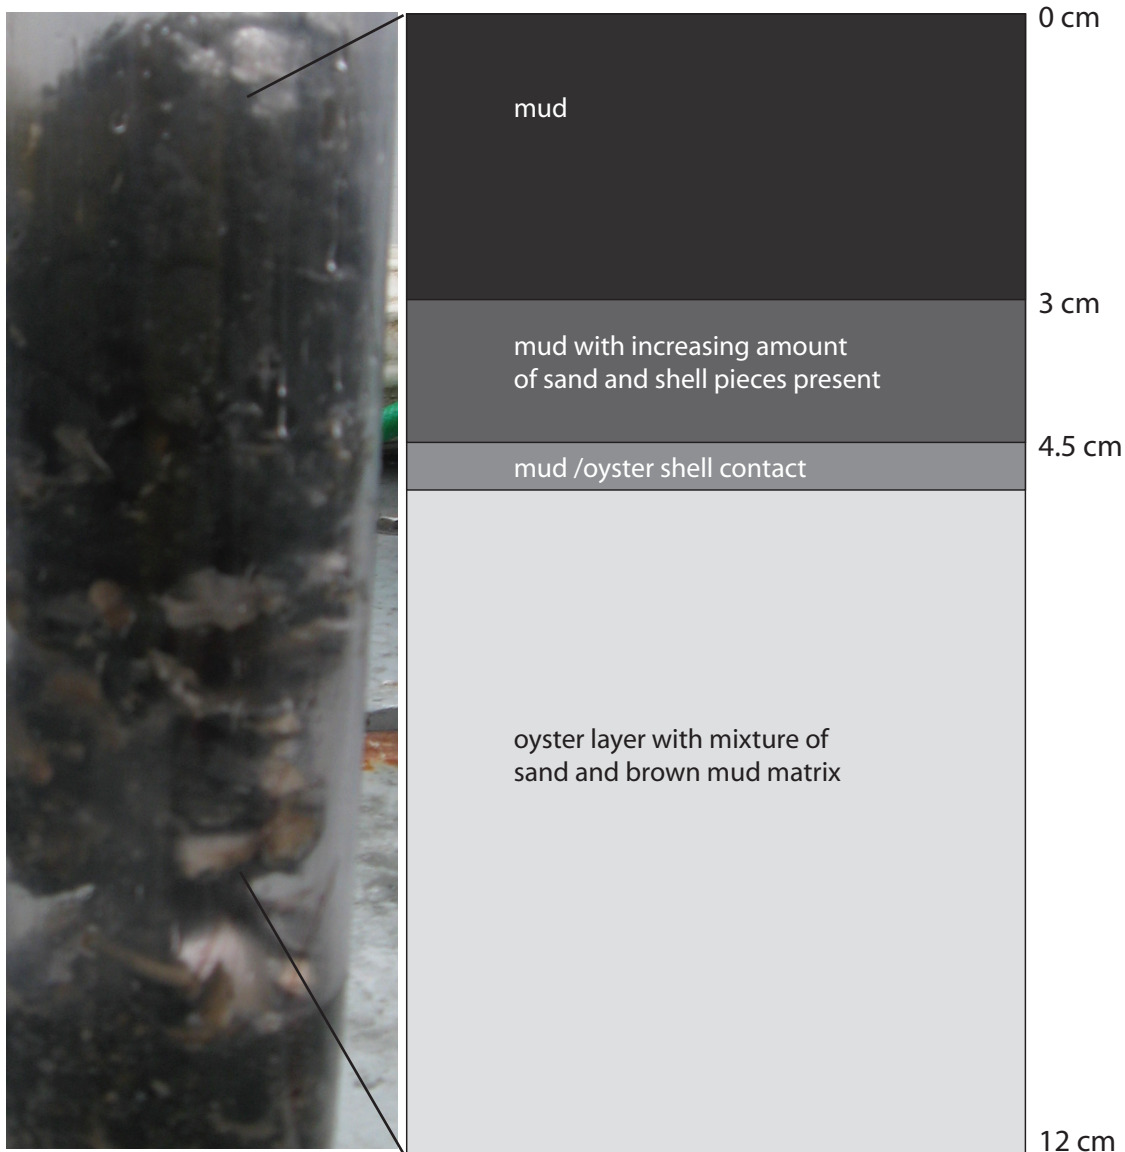 0 cm
mud
3 cm
mud with increasing amount
of sand and shell pieces present
4.5 cm
mud /oyster shell contact
oyster layer with mixture of
sand and brown mud matrix
12 cm